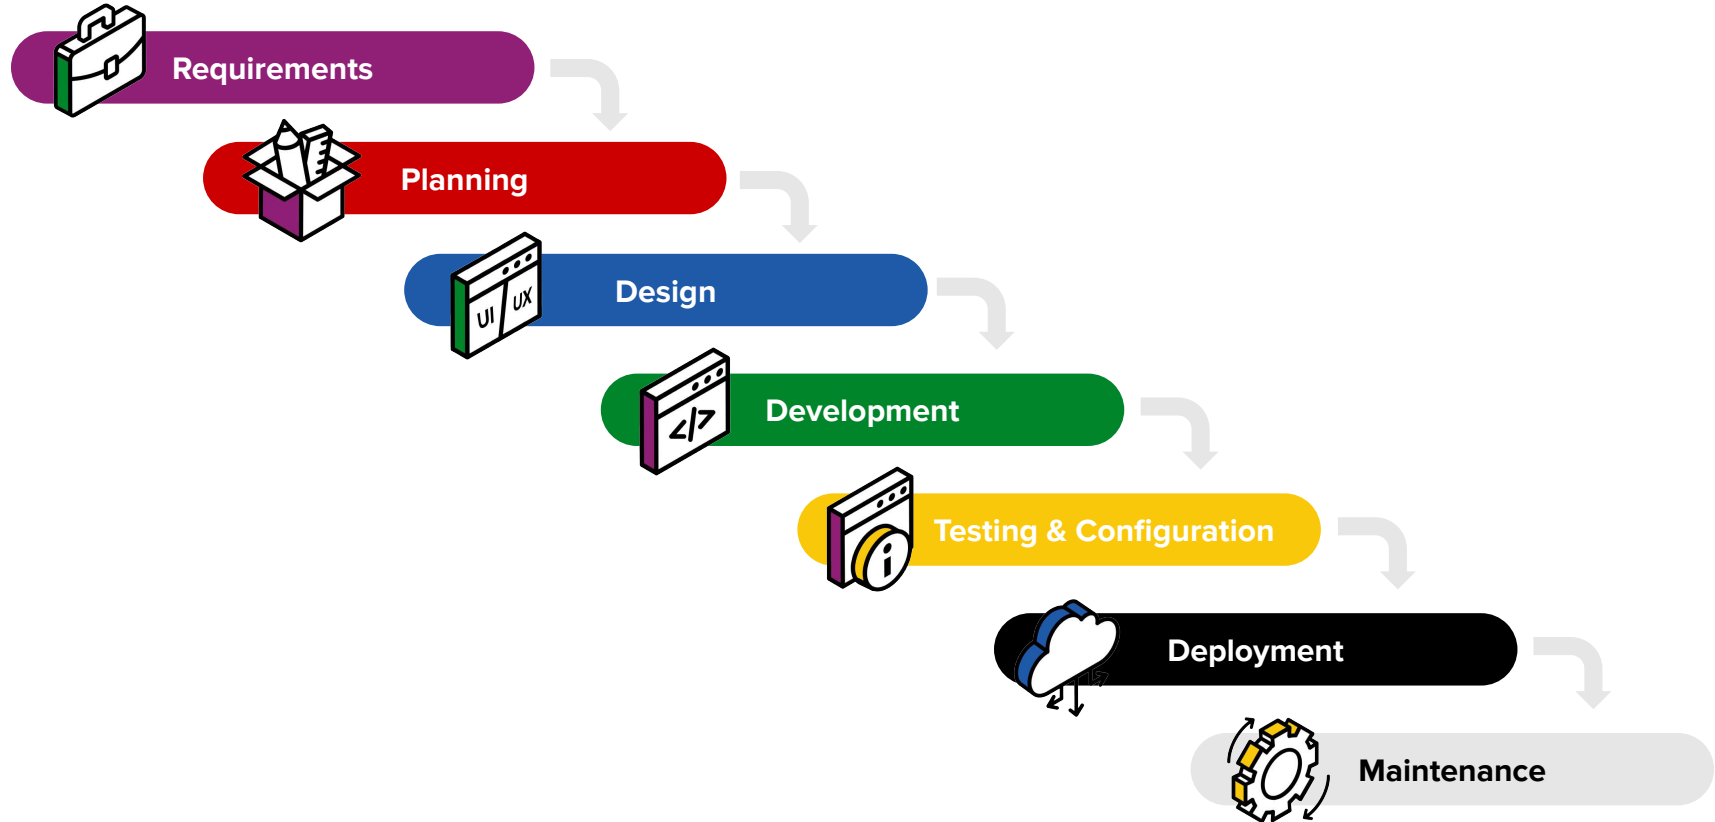 Requirements
Planning
UI
UX
Design
</>
Development
i
Testing & Configuration
Deployment
Maintenance